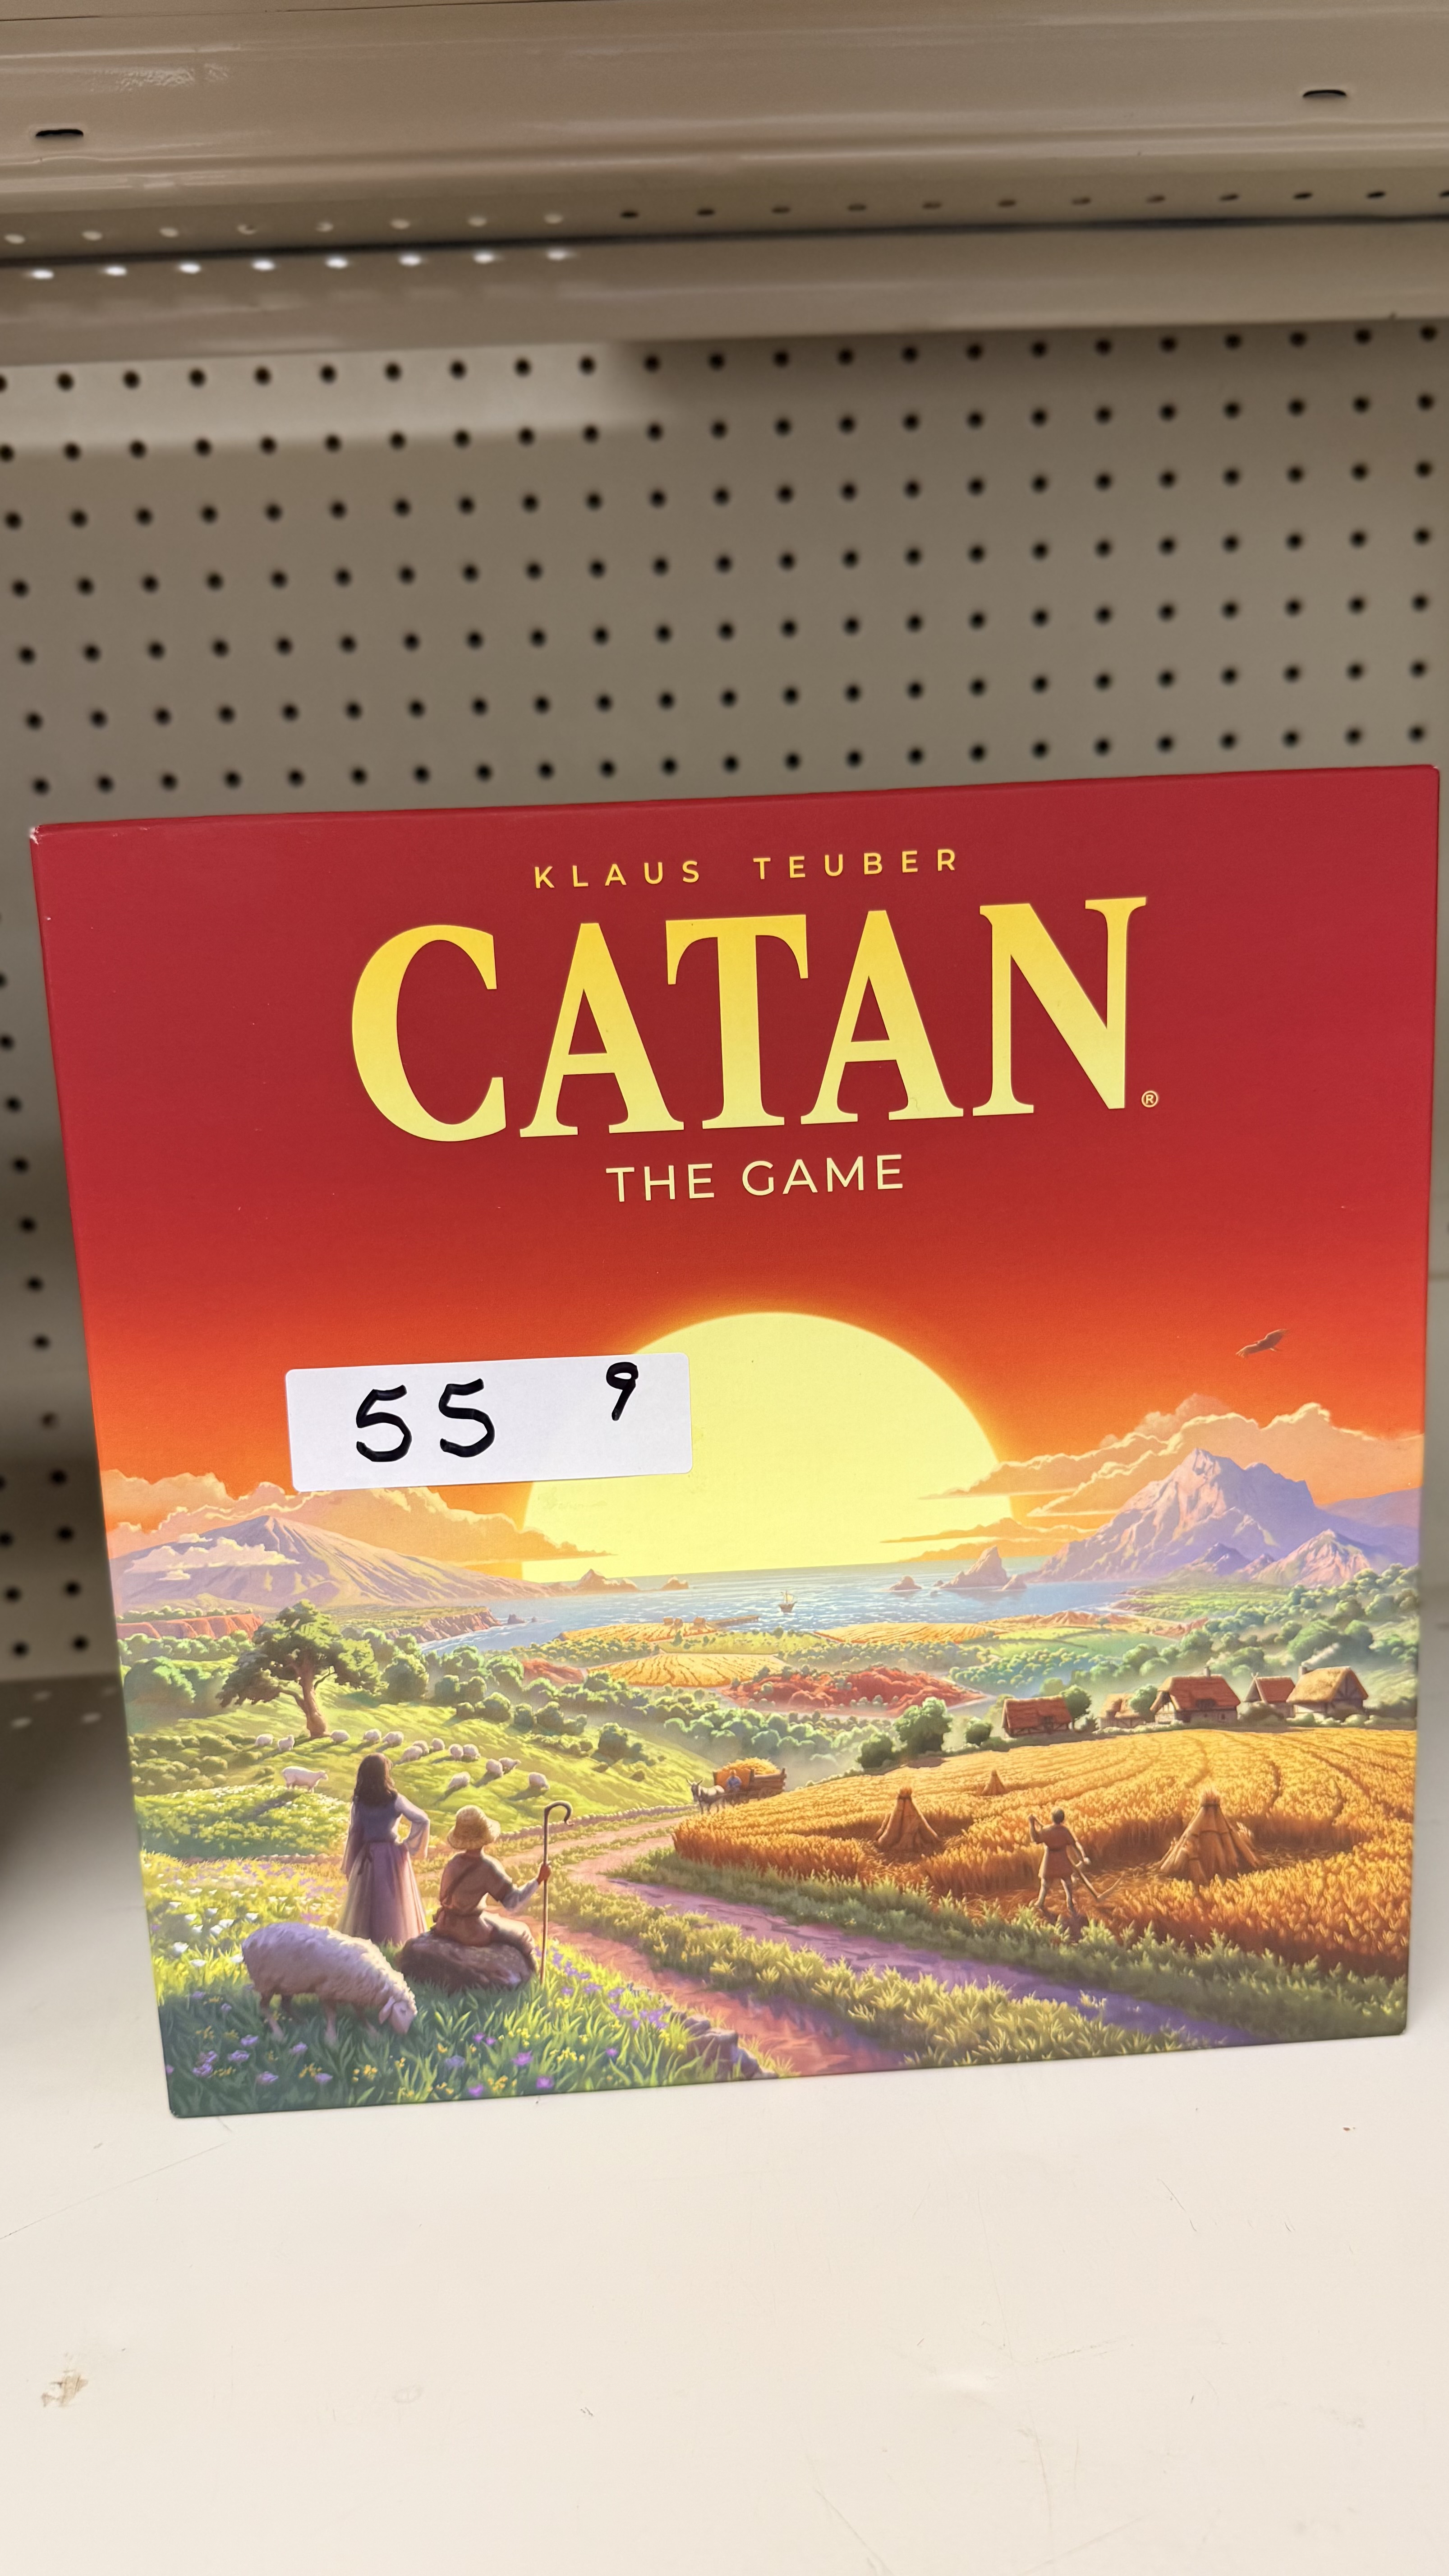 KLAUS TEUBER
CATAN®
THE GAME
55 9